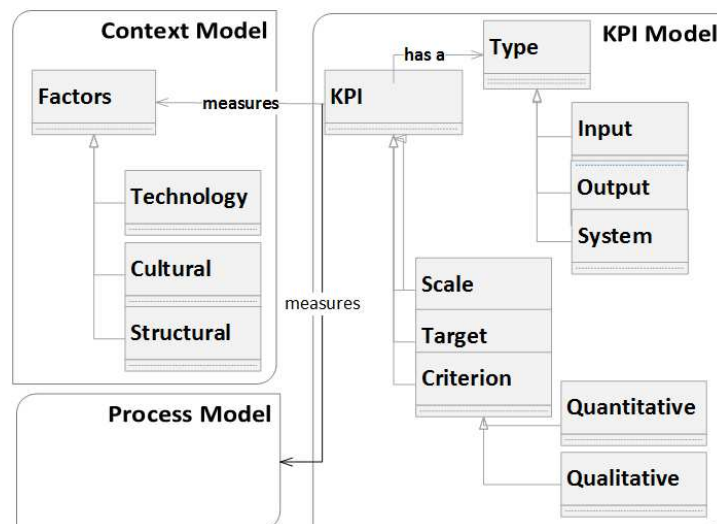 Context Model
KPI Model
Type
has a
Factors
measures
KPI
Input
Output
System
Technology
Cultural
Structural
Scale
measures
Target
Criterion
Process Model
Quantitative
Qualitative